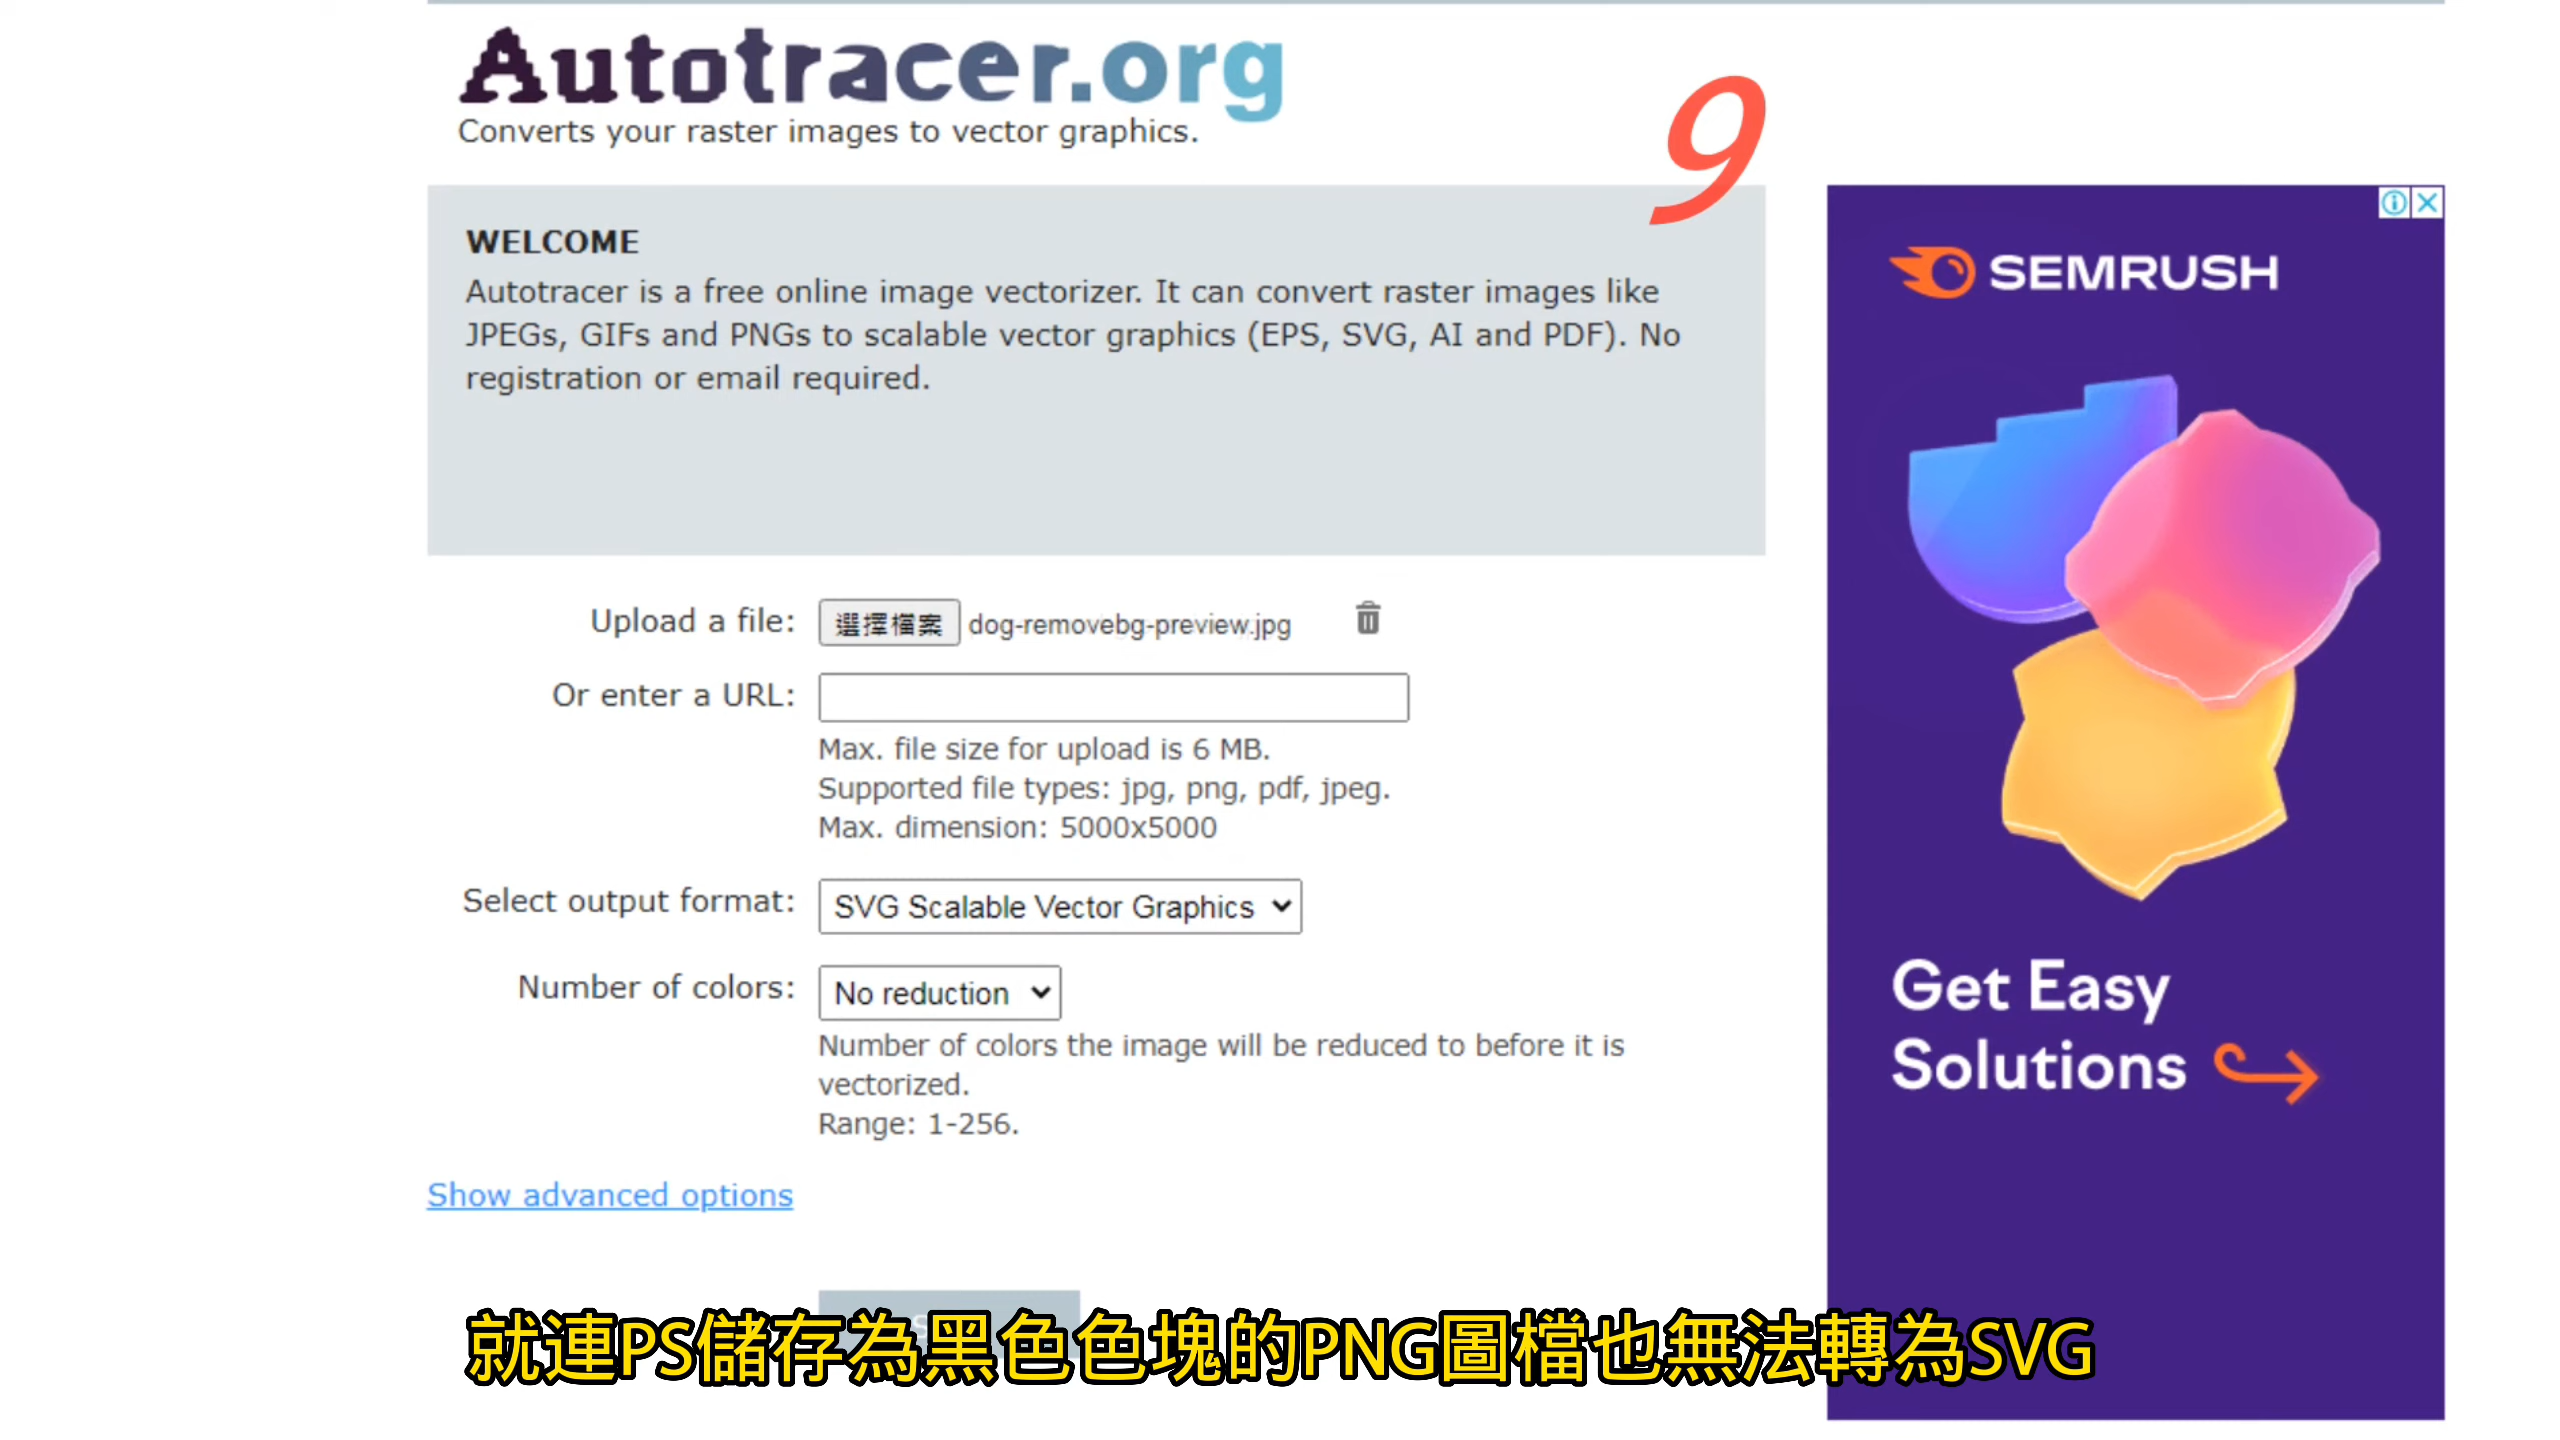 Autotracer.org
Converts your raster images to vector graphics.
9
WELCOME
Autotracer is a free online image vectorizer. It can convert raster images like
JPEGs, GIFs and PNGs to scalable vector graphics (EPS, SVG, AI and PDF). No
registration or email required.
Upload a file: 選擇檔案 dog-removebg-preview.jpg
Or enter a URL:
Max. file size for upload is 6 MB.
Supported file types: jpg, png, pdf, jpeg.
Max. dimension: 5000x5000
Select output format: SVG Scalable Vector Graphics
Number of colors: No reduction
Number of colors the image will be reduced to before it is
vectorized.
Range: 1-256.
Show advanced options
SEMRUSH
Get Easy
Solutions
就連PS儲存為黑色色塊的PNG圖檔也無法轉為SVG